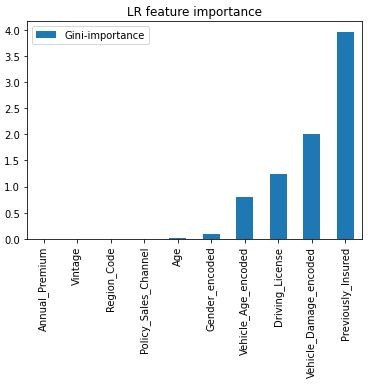 LR feature importance
Gini-importance
4.0
3.5
3.0
2.5
2.0
1.5
1.0
0.5
0.0
Annual_Premium
Vintage
Region_Code
Policy_Sales_Channel
Age
Gender_encoded
Vehicle_Age_encoded
Driving_License
Vehicle_Damage_encoded
Previously_Insured